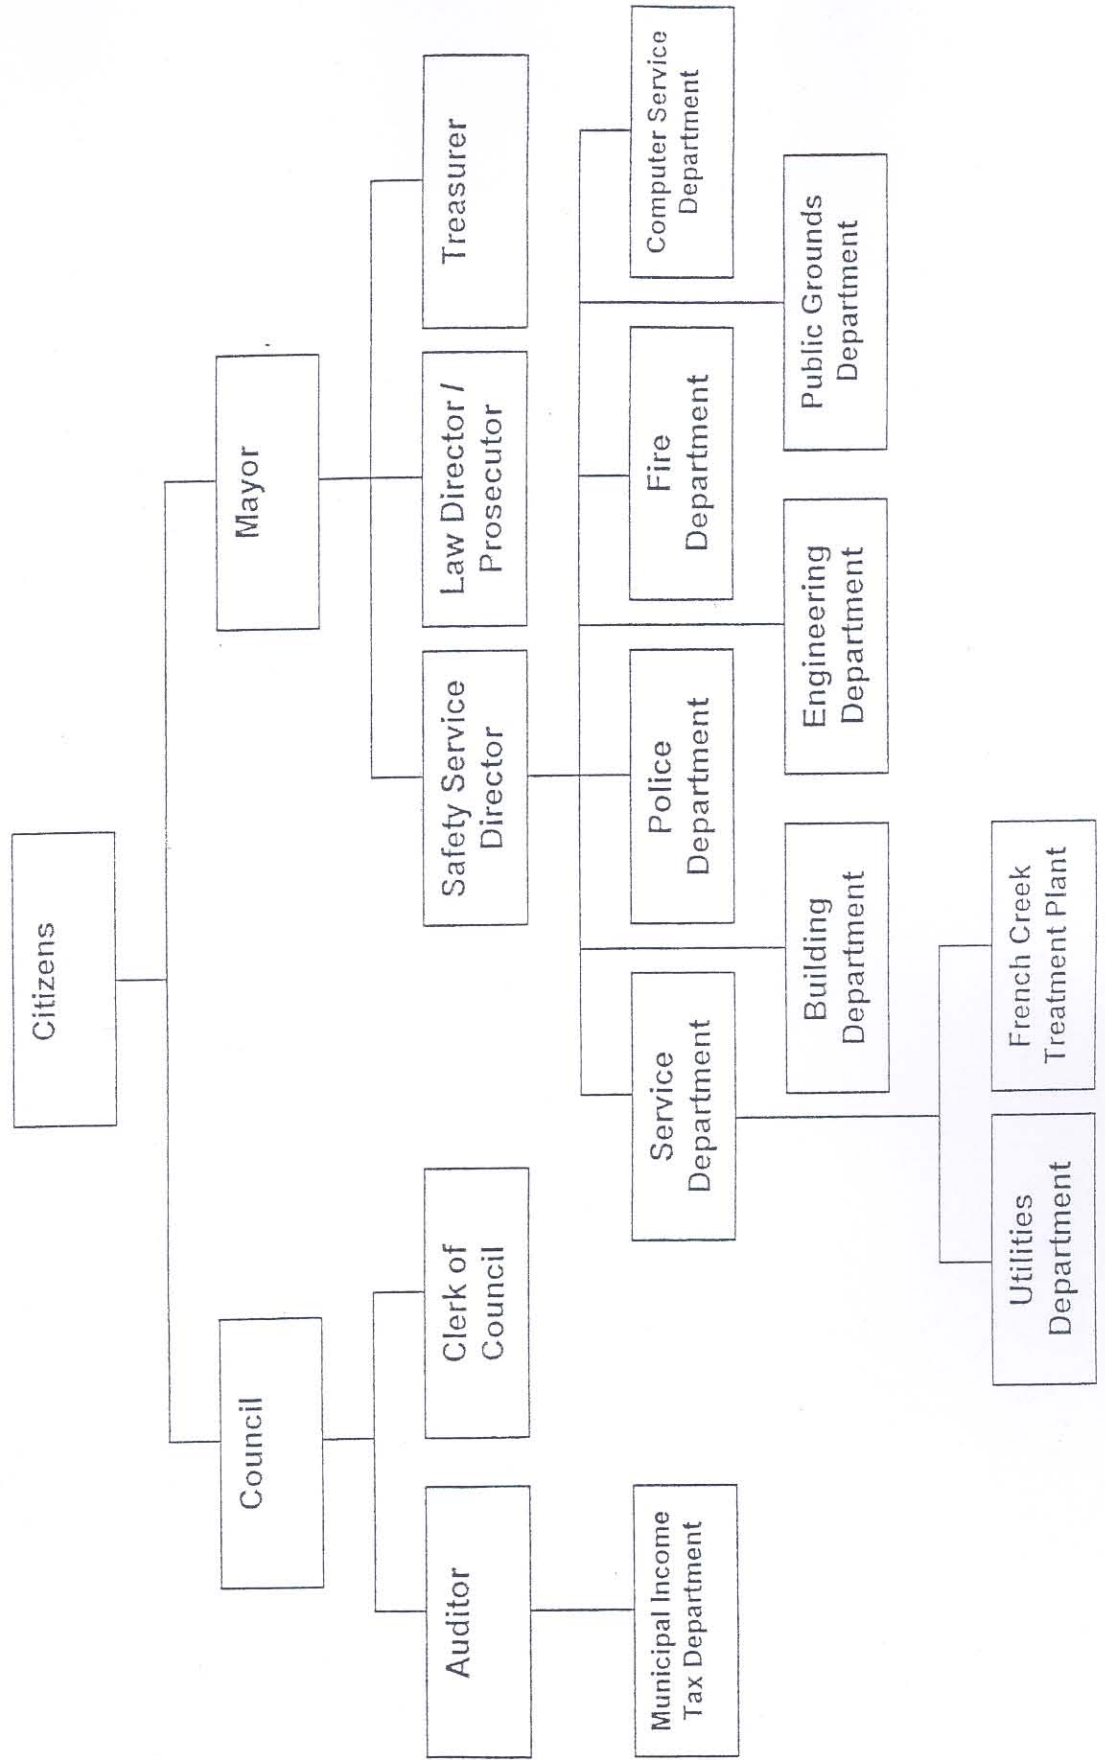 Citizens
Council
Mayor
Auditor
Clerk of
Council
Safety Service
Director
Law Director /
Prosecutor
Treasurer
Municipal Income
Tax Department
Service
Department
Police
Department
Fire
Department
Computer Service
Department
Building
Department
Engineering
Department
Public Grounds
Department
Utilities
Department
French Creek
Treatment Plant